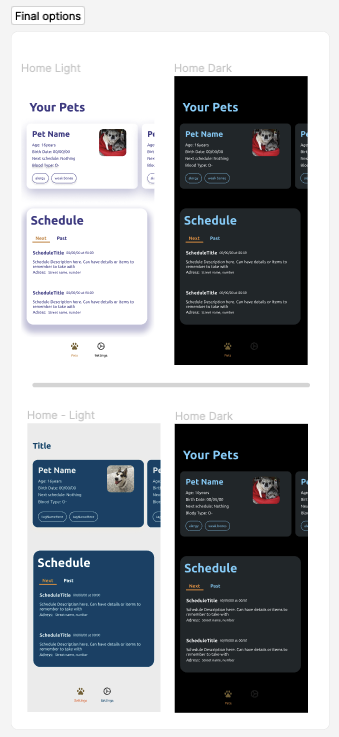 Final options
Home Light
Your Pets
Pet Name
Age: 16years
Birth Date 00/00/00
Next schedule: Nothing
Blood Type: O-
allergy
weak bones
Schedule
Next
Past
ScheduleTitle 00/00/00 at 00:00
Schedule Description here. Can have details or items to
remember to take with
Adress: Street name, number
ScheduleTitle 00/00/00 at 00:00
Schedule Description here. Can have details or items to
remember to take with
Adress: Street name, number
Pets
Settings
Home Dark
Your Pets
Pet Name
Age: 16years
Birth Date 00/00/00
Next schedule: Nothing
Blood Type: O-
allergy
weak bones
Schedule
Next
Past
ScheduleTitle 00/00/00 at 00:00
Schedule Description here. Can have details or items to
remember to take with
Adress: Street name, number
ScheduleTitle 00/00/00 at 00:00
Schedule Description here. Can have details or items to
remember to take with
Adress: Street name, number
Pets
Home - Light
Title
Pet Name
Age: 16years
Birth Date 00/00/00
Next schedule: Nothing
Blood Type: O-
Schedule
Next
Past
ScheduleTitle 00/00/00 at 00:00
Schedule Description here. Can have details or items to
remember to take with
Adress: Street name, number
ScheduleTitle 00/00/00 at 00:00
Schedule Description here. Can have details or items to
remember to take with
Adress: Street name, number
Settings
Settings
Home Dark
Your Pets
Pet Name
Age: 16years
Birth Date 00/00/00
Next schedule: Nothing
Blood Type: O-
allergy
weak bones
Schedule
Next
Past
ScheduleTitle 00/00/00 at 00:00
Schedule Description here. Can have details or items to
remember to take with
Adress: Street name, number
ScheduleTitle 00/00/00 at 00:00
Schedule Description here. Can have details or items to
remember to take with
Adress: Street name, number
Pets